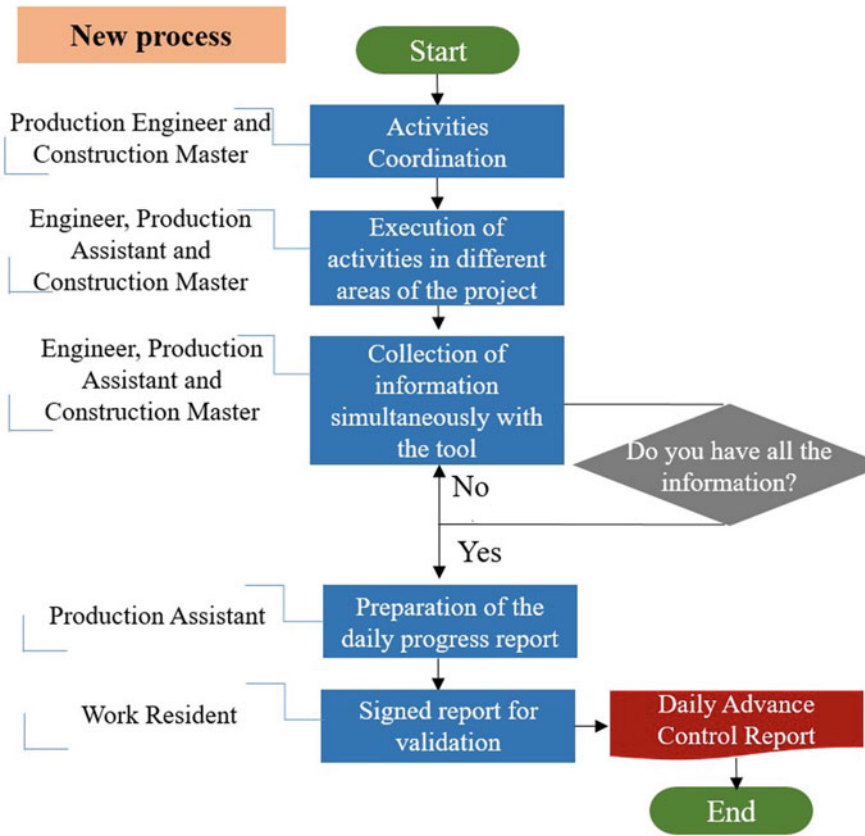 New process
Start
Production Engineer and
Construction Master
Activities
Coordination
Engineer, Production
Assistant and
Construction Master
Execution of
activities in different
areas of the project
Engineer, Production
Assistant and
Construction Master
Collection of
information
simultaneously with
the tool
Do you have all the
information?
No
Yes
Production Assistant
Preparation of the
daily progress report
Work Resident
Signed report for
validation
Daily Advance
Control Report
End